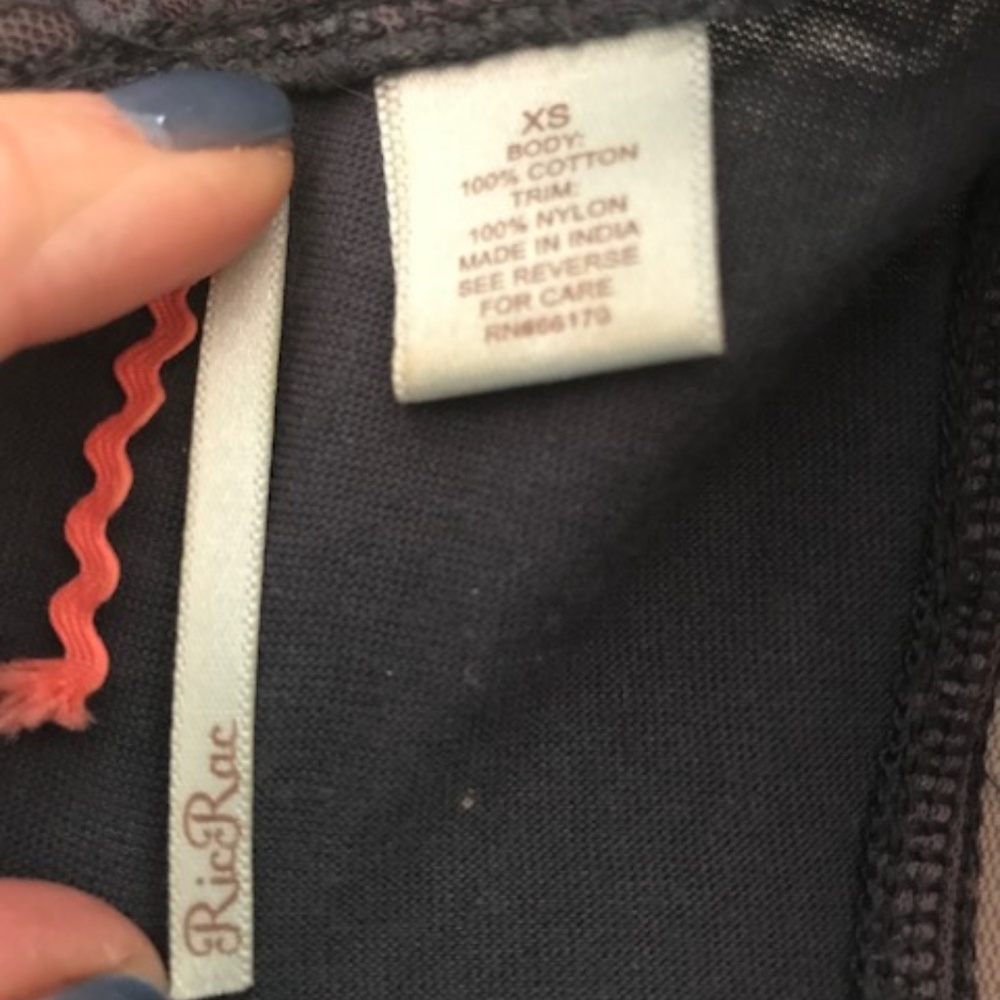 XS
BODY:
100% COTTON
TRIM:
100% NYLON
MADE IN INDIA
SEE REVERSE
FOR CARE
RicRac